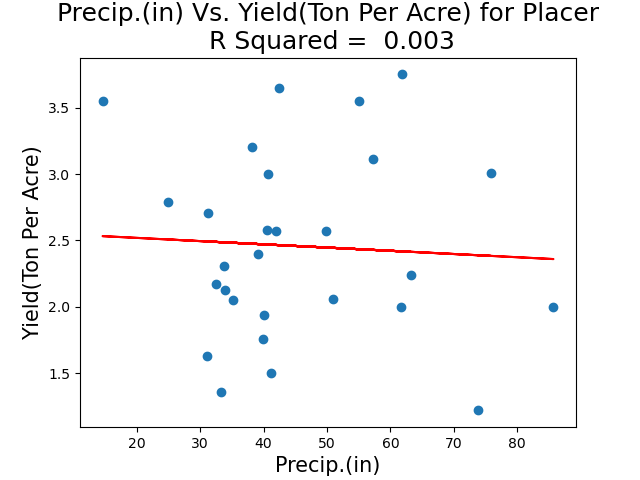 Precip.(in) Vs. Yield(Ton Per Acre) for Placer
R Squared =  0.003
Yield(Ton Per Acre)
3.5
3.0
2.5
2.0
1.5
20 30 40 50 60 70 80
Precip.(in)